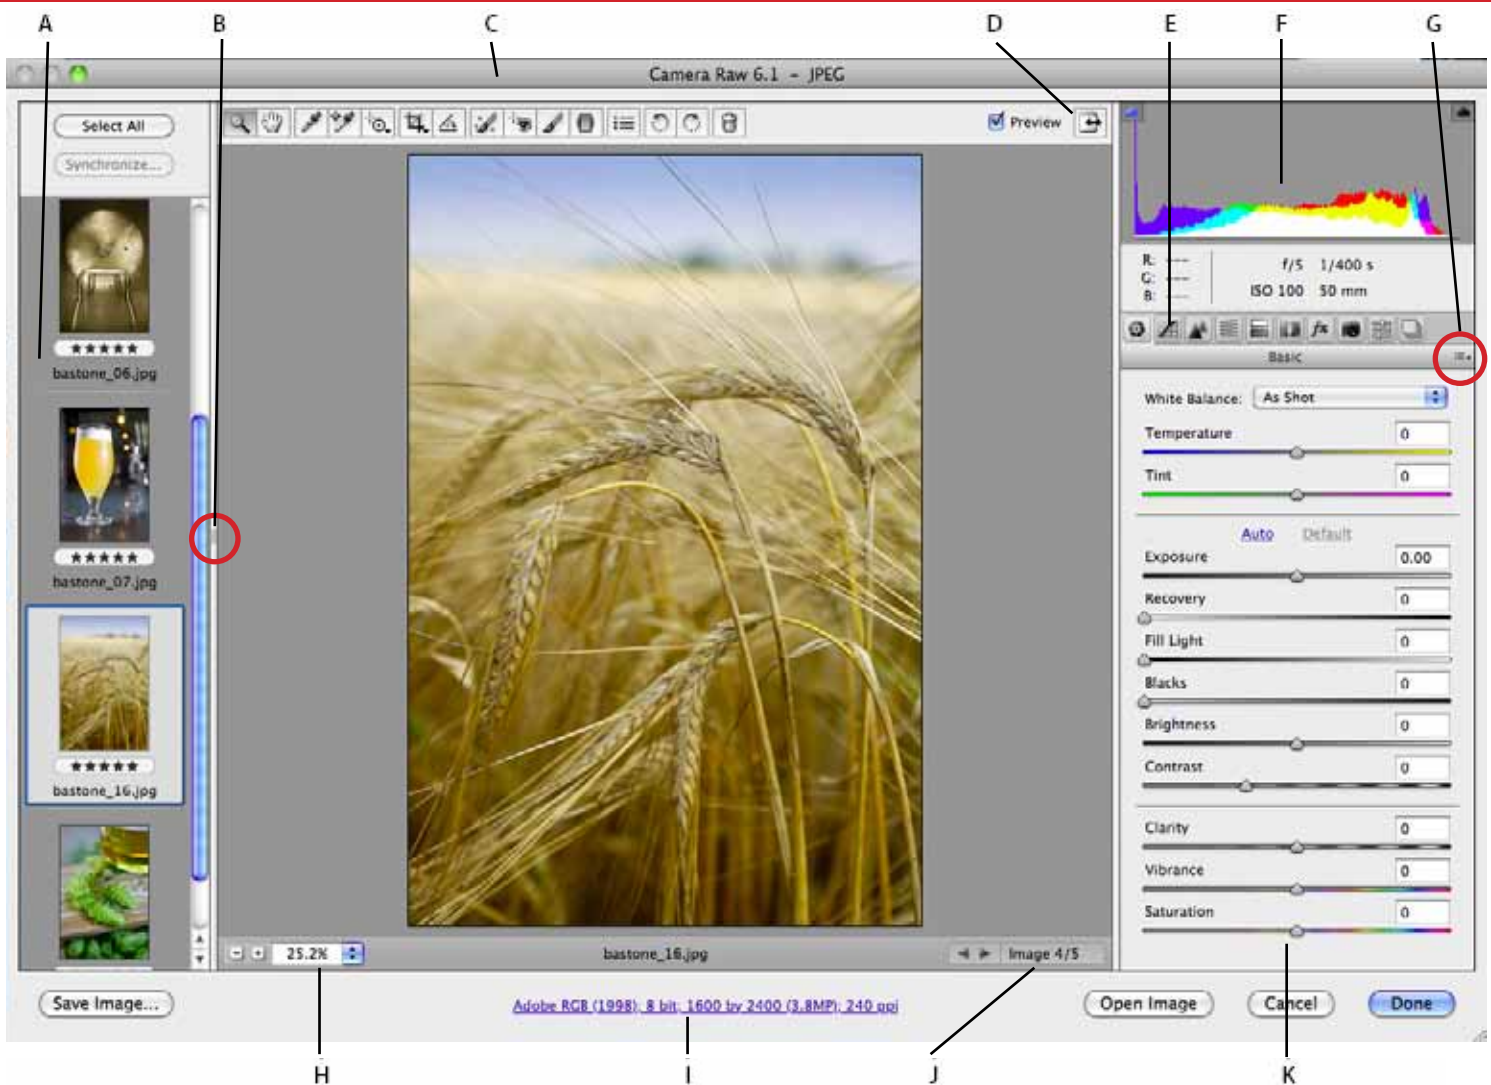 A B C D E F G
Camera Raw 6.1 – JPEG
Select All
Synchronize...
★★★★★
bastone_06.jpg
★★★★★
bastone_07.jpg
★★★★★
bastone_16.jpg
Preview
R: ---
G: ---
B: ---
f/5 1/400 s
ISO 100 50 mm
fx
Basic
White Balance: As Shot
Temperature 0
Tint 0
Auto Default
Exposure 0.00
Recovery 0
Fill Light 0
Blacks 0
Brightness 0
Contrast 0
Clarity 0
Vibrance 0
Saturation 0
25.2%
bastone_16.jpg
Image 4/5
Save Image...
Adobe RGB (1998); 8 bit; 1600 by 2400 (3.8MP); 240 ppi
Open Image
Cancel
Done
H I J K